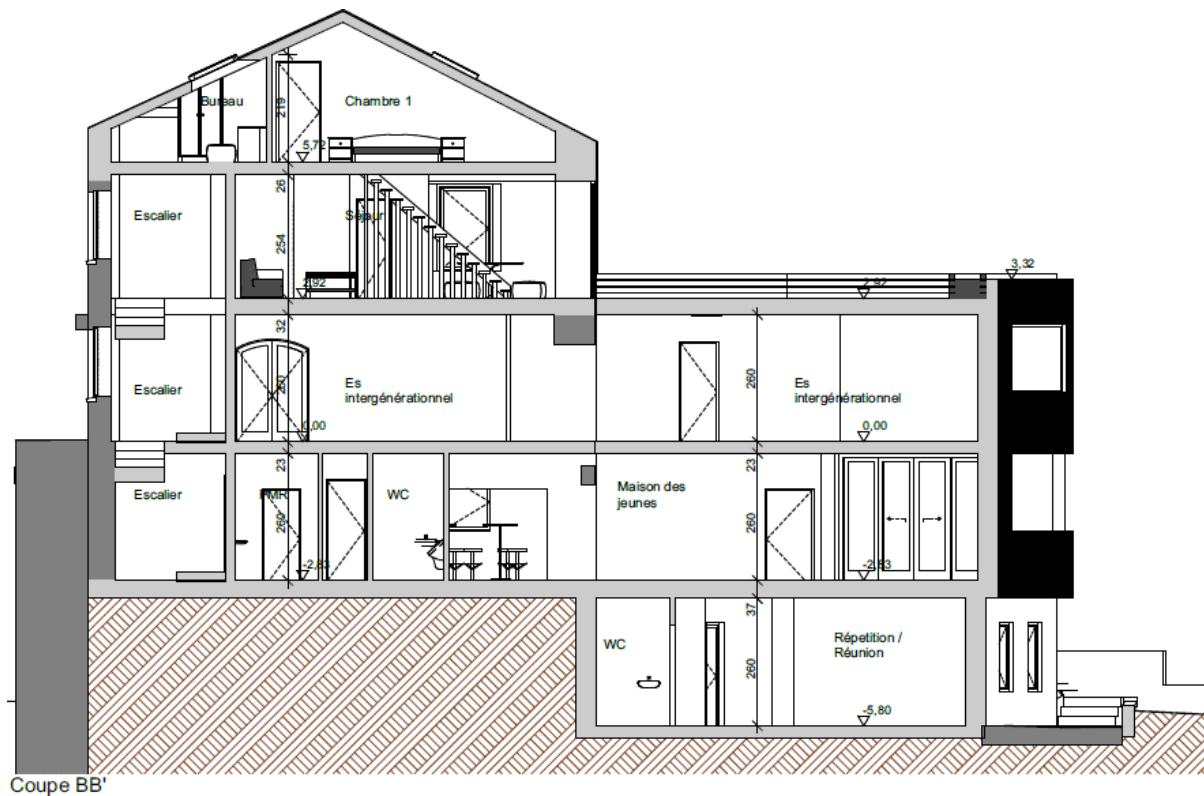 Bureau
Chambre 1
219
5,72
26
Escalier
Séjour
254
2,92
3,32
2,92
32
Escalier
Es
intergénérationnel
260
0,00
260
Es
intergénérationnel
0,00
23
Escalier
PMR
WC
260
-2,83
Maison des
jeunes
23
260
-2,83
37
WC
Répetition /
Réunion
260
-5,80
Coupe BB'